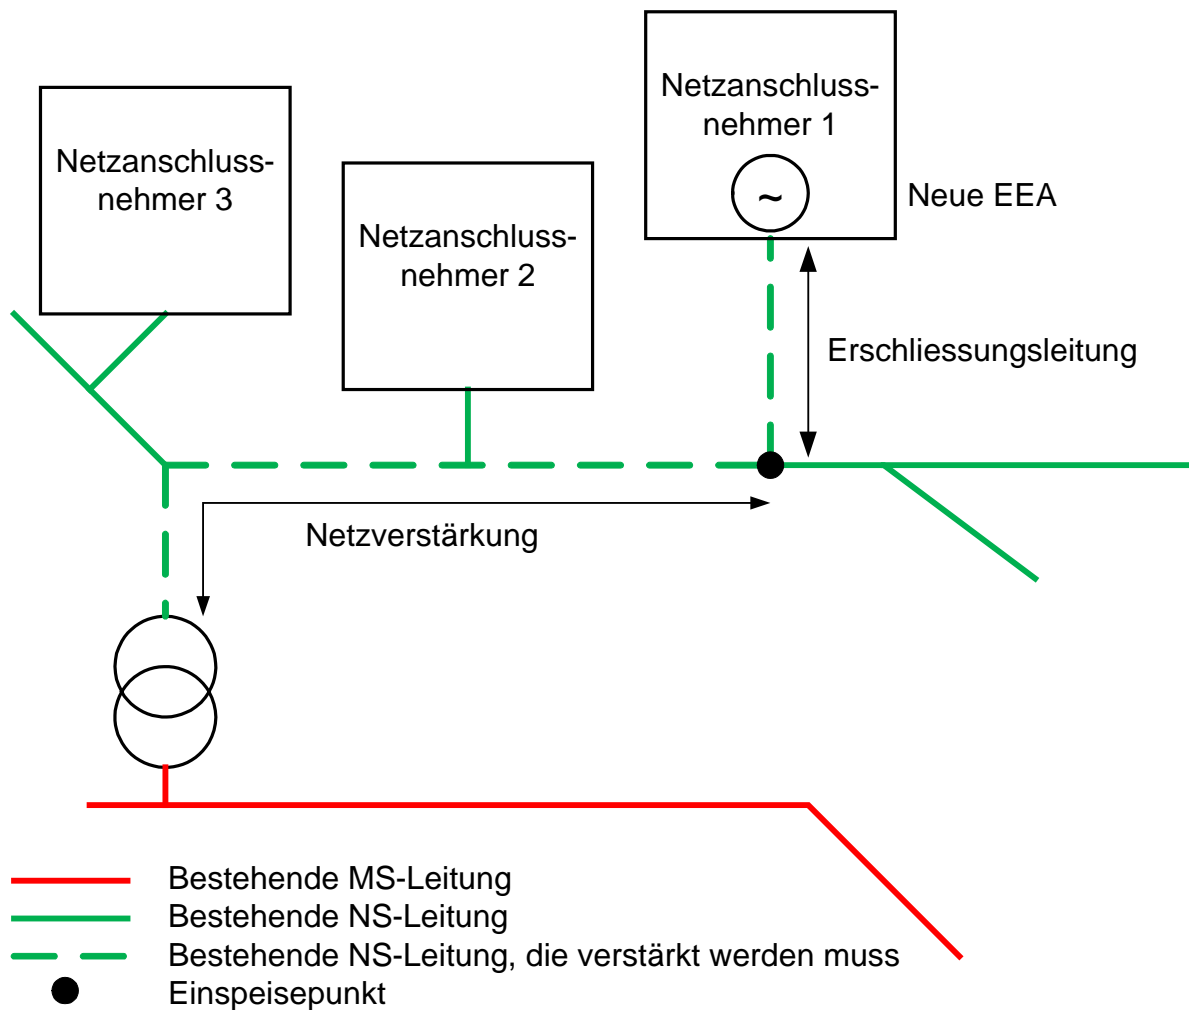 Netzanschluss-
nehmer 1
~
Neue EEA
Netzanschluss-
nehmer 3
Netzanschluss-
nehmer 2
Erschliessungsleitung
Netzverstärkung
Bestehende MS-Leitung
Bestehende NS-Leitung
Bestehende NS-Leitung, die verstärkt werden muss
Einspeisepunkt